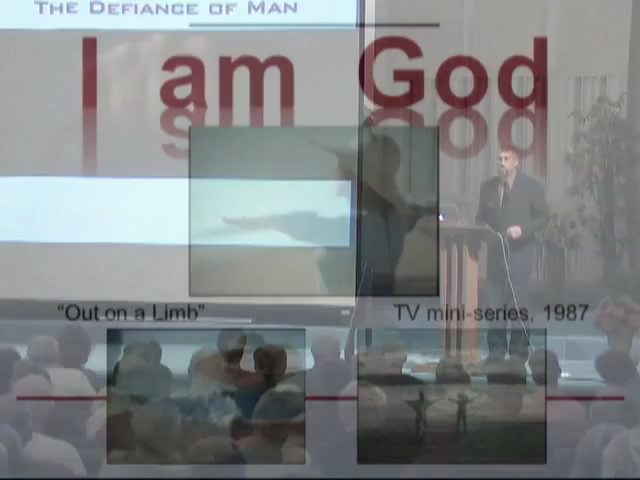 THE DEFIANCE OF MAN
I am God
"Out on a Limb" TV mini-series, 1987